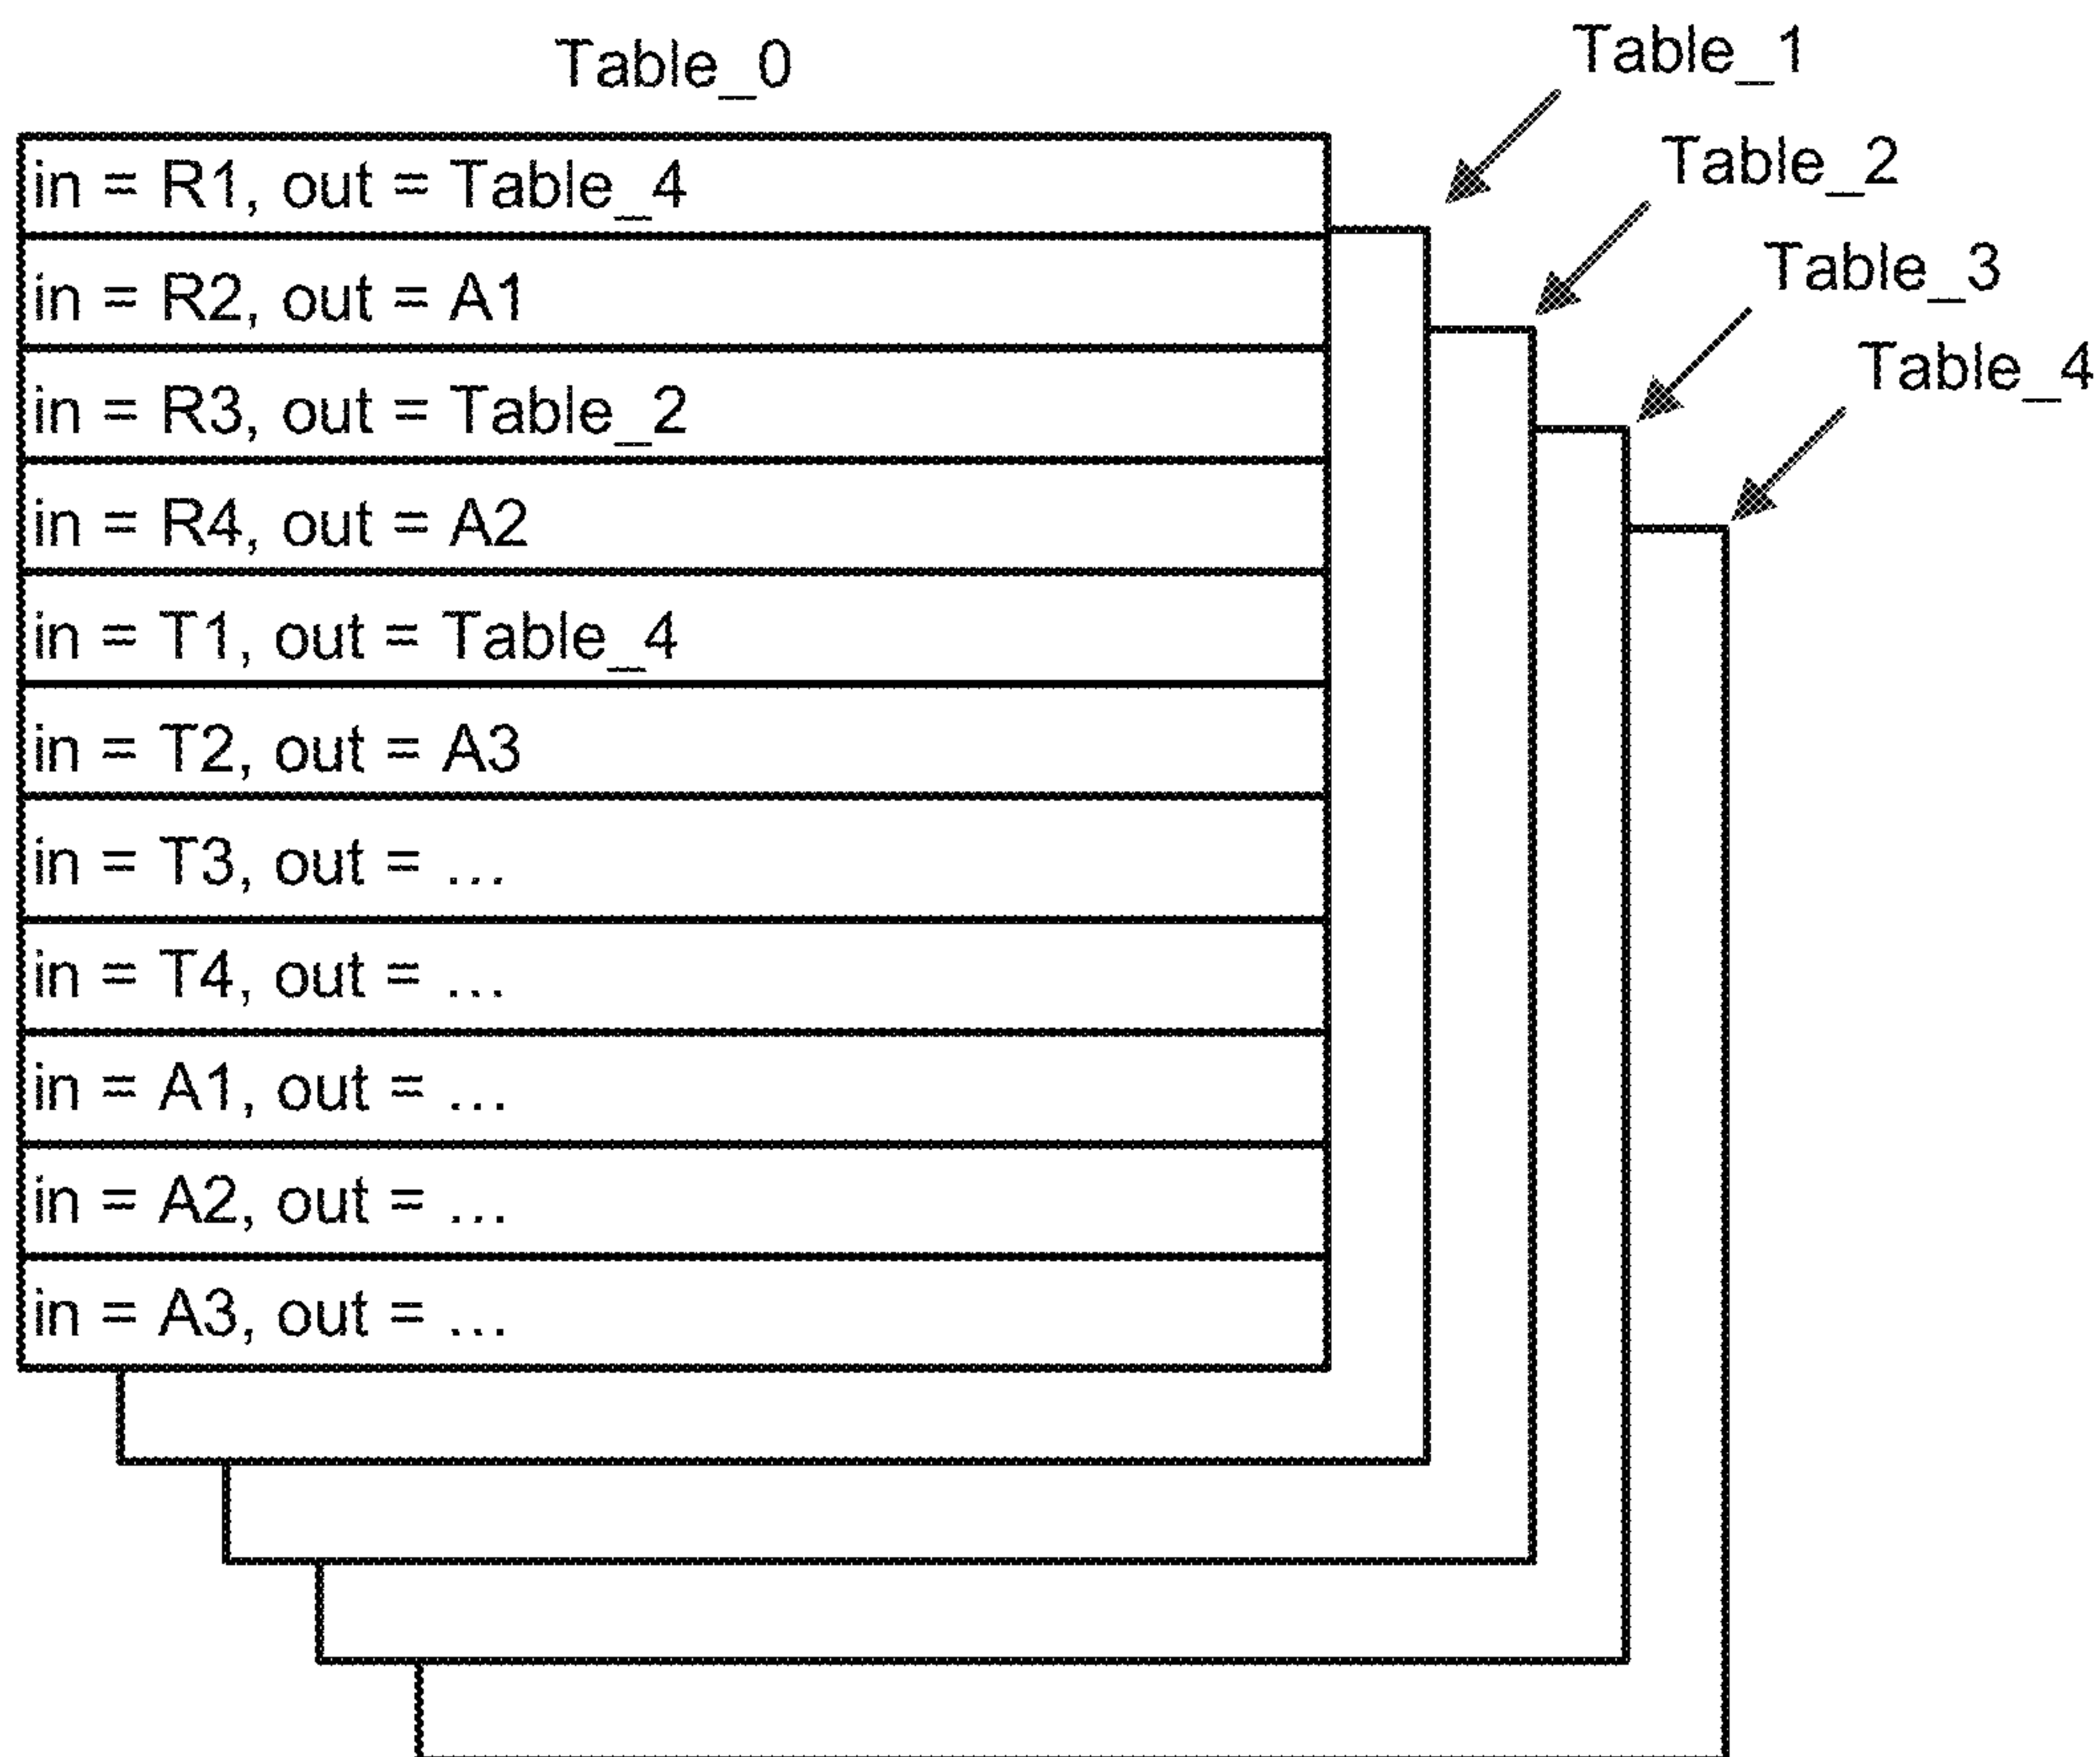 Table_0
Table_1
Table_2
Table_3
Table_4
in = R1, out = Table_4
in = R2, out = A1
in = R3, out = Table_2
in = R4, out = A2
in = T1, out = Table_4
in = T2, out = A3
in = T3, out = ...
in = T4, out = ...
in = A1, out = ...
in = A2, out = ...
in = A3, out = ...